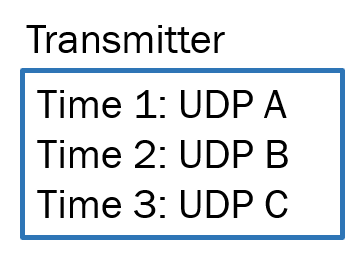 Transmitter
Time 1: UDP A
Time 2: UDP B
Time 3: UDP C